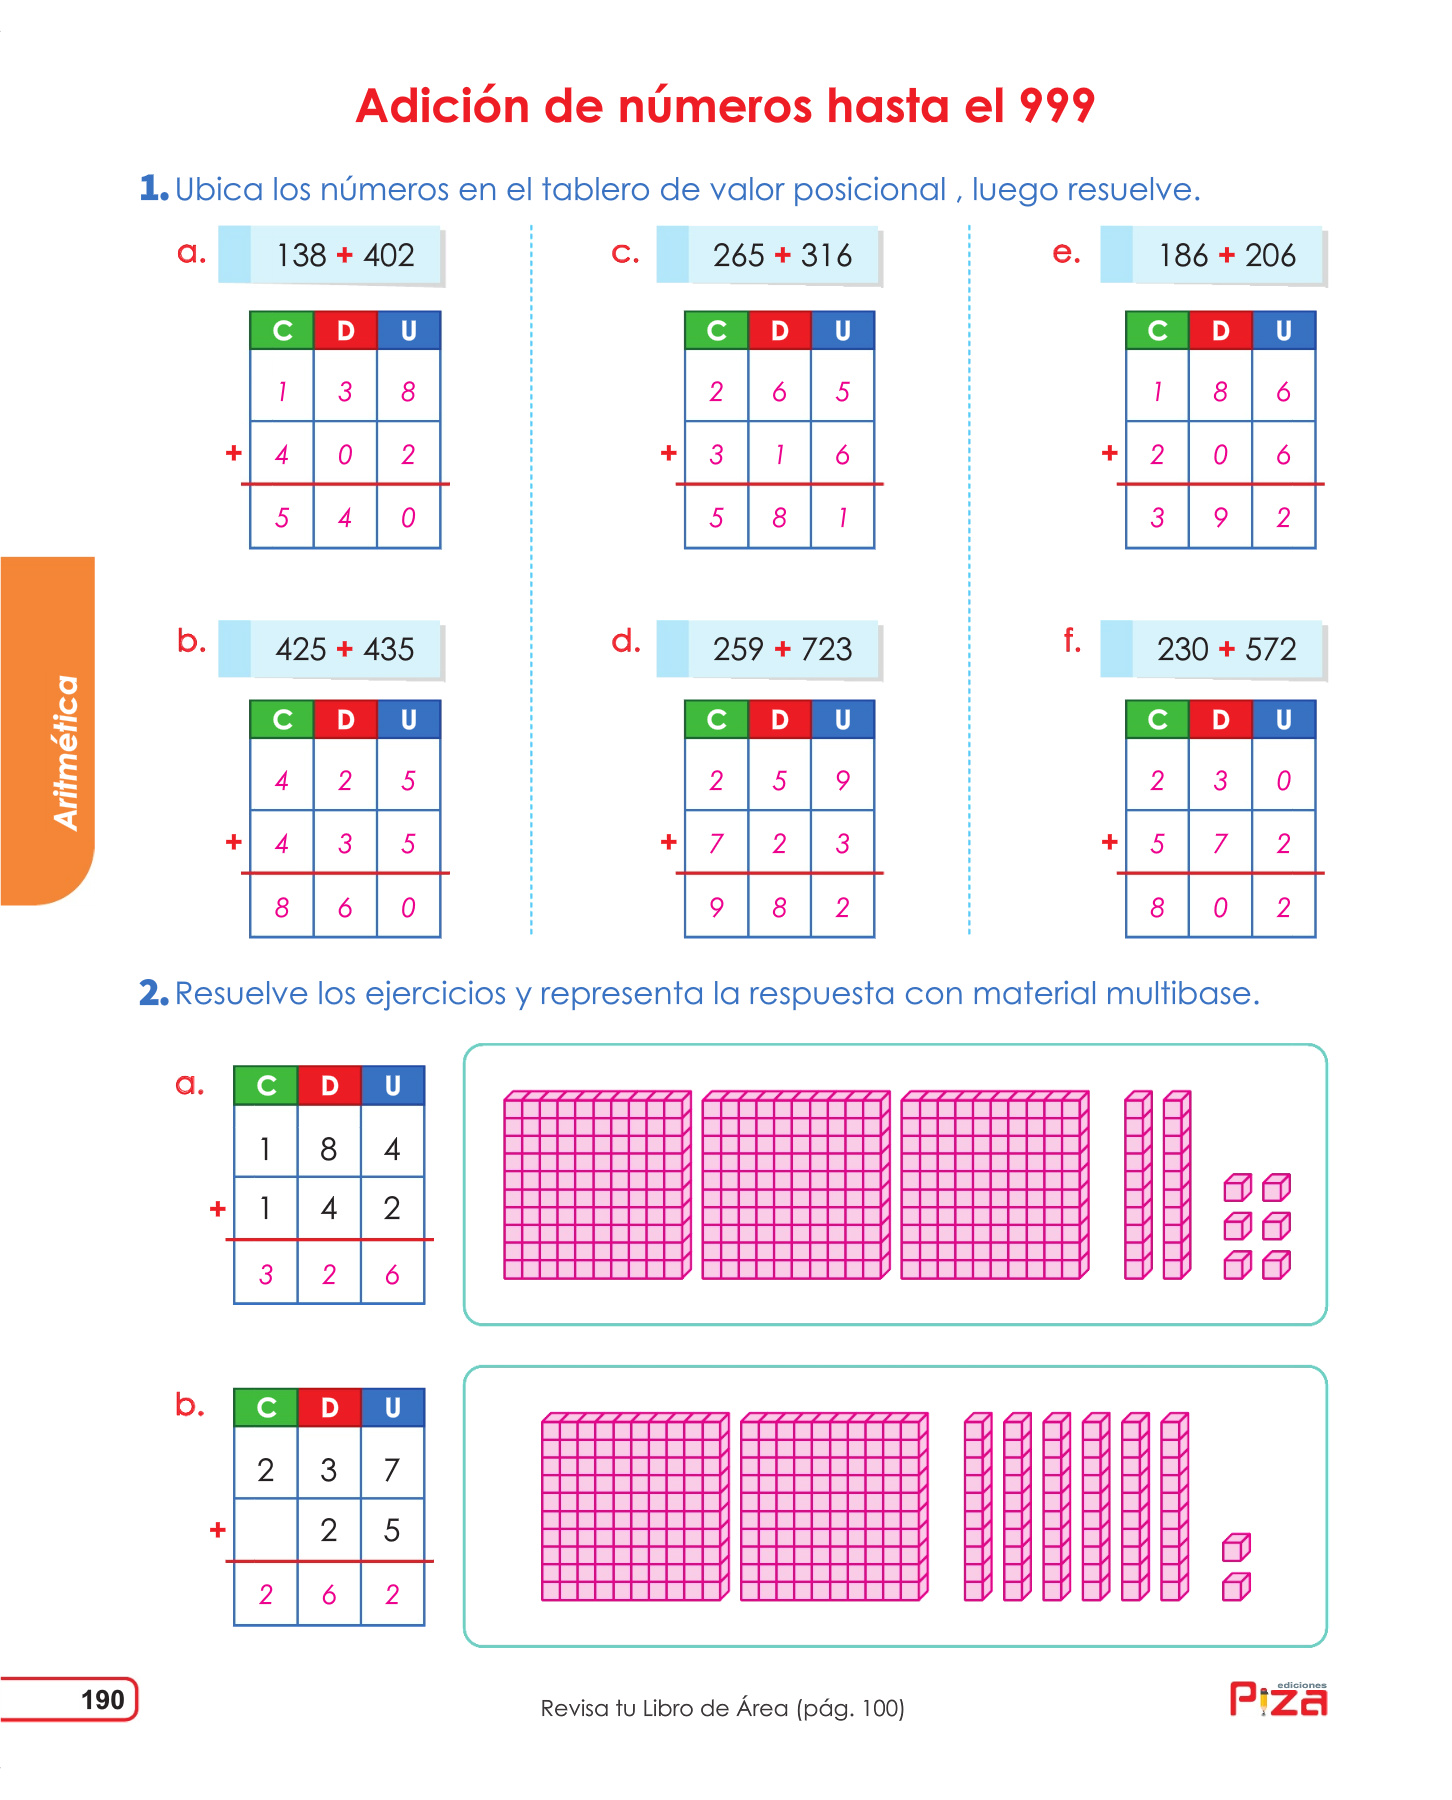 Adición de números hasta el 999
1. Ubica los números en el tablero de valor posicional , luego resuelve.
a. 138 + 402
C D U
1 3 8
+ 4 0 2
5 4 0
b. 425 + 435
C D U
4 2 5
+ 4 3 5
8 6 0
c. 265 + 316
C D U
2 6 5
+ 3 1 6
5 8 1
d. 259 + 723
C D U
2 5 9
+ 7 2 3
9 8 2
e. 186 + 206
C D U
1 8 6
+ 2 0 6
3 9 2
f. 230 + 572
C D U
2 3 0
+ 5 7 2
8 0 2
Aritmética
2. Resuelve los ejercicios y representa la respuesta con material multibase.
a. C D U
1 8 4
+ 1 4 2
3 2 6
b. C D U
2 3 7
+ 2 5
2 6 2
190
Revisa tu Libro de Área (pág. 100)
ediciones
Piza